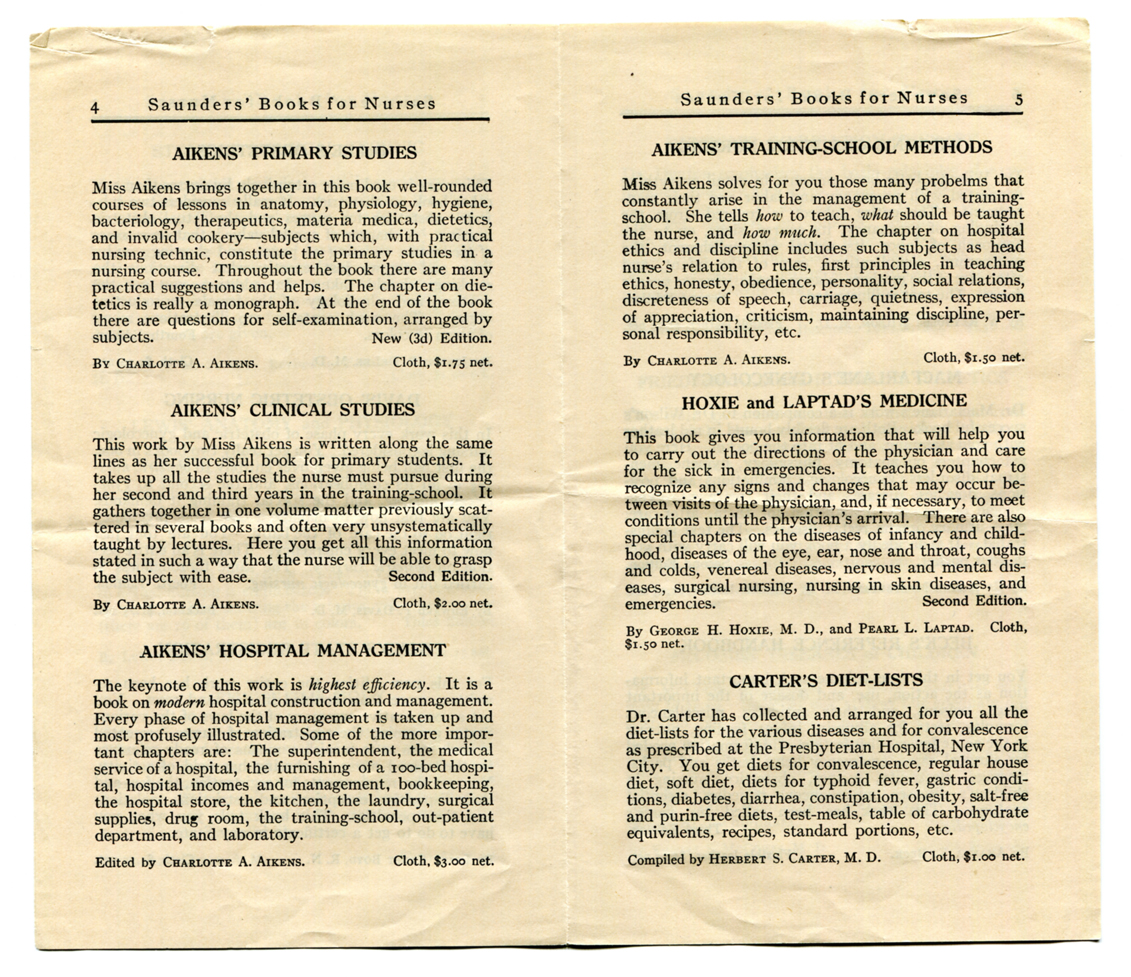 4 Saunders' Books for Nurses
AIKENS' PRIMARY STUDIES
Miss Aikens brings together in this book well-rounded
courses of lessons in anatomy, physiology, hygiene,
bacteriology, therapeutics, materia medica, dietetics,
and invalid cookery—subjects which, with practical
nursing technic, constitute the primary studies in a
nursing course. Throughout the book there are many
practical suggestions and helps. The chapter on die-
tetics is really a monograph. At the end of the book
there are questions for self-examination, arranged by
subjects. New (3d) Edition.
By CHARLOTTE A. AIKENS. Cloth, $1.75 net.
AIKENS' CLINICAL STUDIES
This work by Miss Aikens is written along the same
lines as her successful book for primary students. It
takes up all the studies the nurse must pursue during
her second and third years in the training-school. It
gathers together in one volume matter previously scat-
tered in several books and often very unsystematically
taught by lectures. Here you get all this information
stated in such a way that the nurse will be able to grasp
the subject with ease. Second Edition.
By CHARLOTTE A. AIKENS. Cloth, $2.00 net.
AIKENS' HOSPITAL MANAGEMENT
The keynote of this work is highest efficiency. It is a
book on modern hospital construction and management.
Every phase of hospital management is taken up and
most profusely illustrated. Some of the more impor-
tant chapters are: The superintendent, the medical
service of a hospital, the furnishing of a 100-bed hospi-
tal, hospital incomes and management, bookkeeping,
the hospital store, the kitchen, the laundry, surgical
supplies, drug room, the training-school, out-patient
department, and laboratory.
Edited by CHARLOTTE A. AIKENS. Cloth, $3.00 net.
Saunders' Books for Nurses 5
AIKENS' TRAINING-SCHOOL METHODS
Miss Aikens solves for you those many probelms that
constantly arise in the management of a training-
school. She tells how to teach, what should be taught
the nurse, and how much. The chapter on hospital
ethics and discipline includes such subjects as head
nurse's relation to rules, first principles in teaching
ethics, honesty, obedience, personality, social relations,
discreteness of speech, carriage, quietness, expression
of appreciation, criticism, maintaining discipline, per-
sonal responsibility, etc.
By CHARLOTTE A. AIKENS. Cloth, $1.50 net.
HOXIE and LAPTAD'S MEDICINE
This book gives you information that will help you
to carry out the directions of the physician and care
for the sick in emergencies. It teaches you how to
recognize any signs and changes that may occur be-
tween visits of the physician, and, if necessary, to meet
conditions until the physician's arrival. There are also
special chapters on the diseases of infancy and child-
hood, diseases of the eye, ear, nose and throat, coughs
and colds, venereal diseases, nervous and mental dis-
eases, surgical nursing, nursing in skin diseases, and
emergencies. Second Edition.
By GEORGE H. HOXIE, M. D., and PEARL L. LAPTAD. Cloth,
$1.50 net.
CARTER'S DIET-LISTS
Dr. Carter has collected and arranged for you all the
diet-lists for the various diseases and for convalescence
as prescribed at the Presbyterian Hospital, New York
City. You get diets for convalescence, regular house
diet, soft diet, diets for typhoid fever, gastric condi-
tions, diabetes, diarrhea, constipation, obesity, salt-free
and purin-free diets, test-meals, table of carbohydrate
equivalents, recipes, standard portions, etc.
Compiled by HERBERT S. CARTER, M. D. Cloth, $1.00 net.